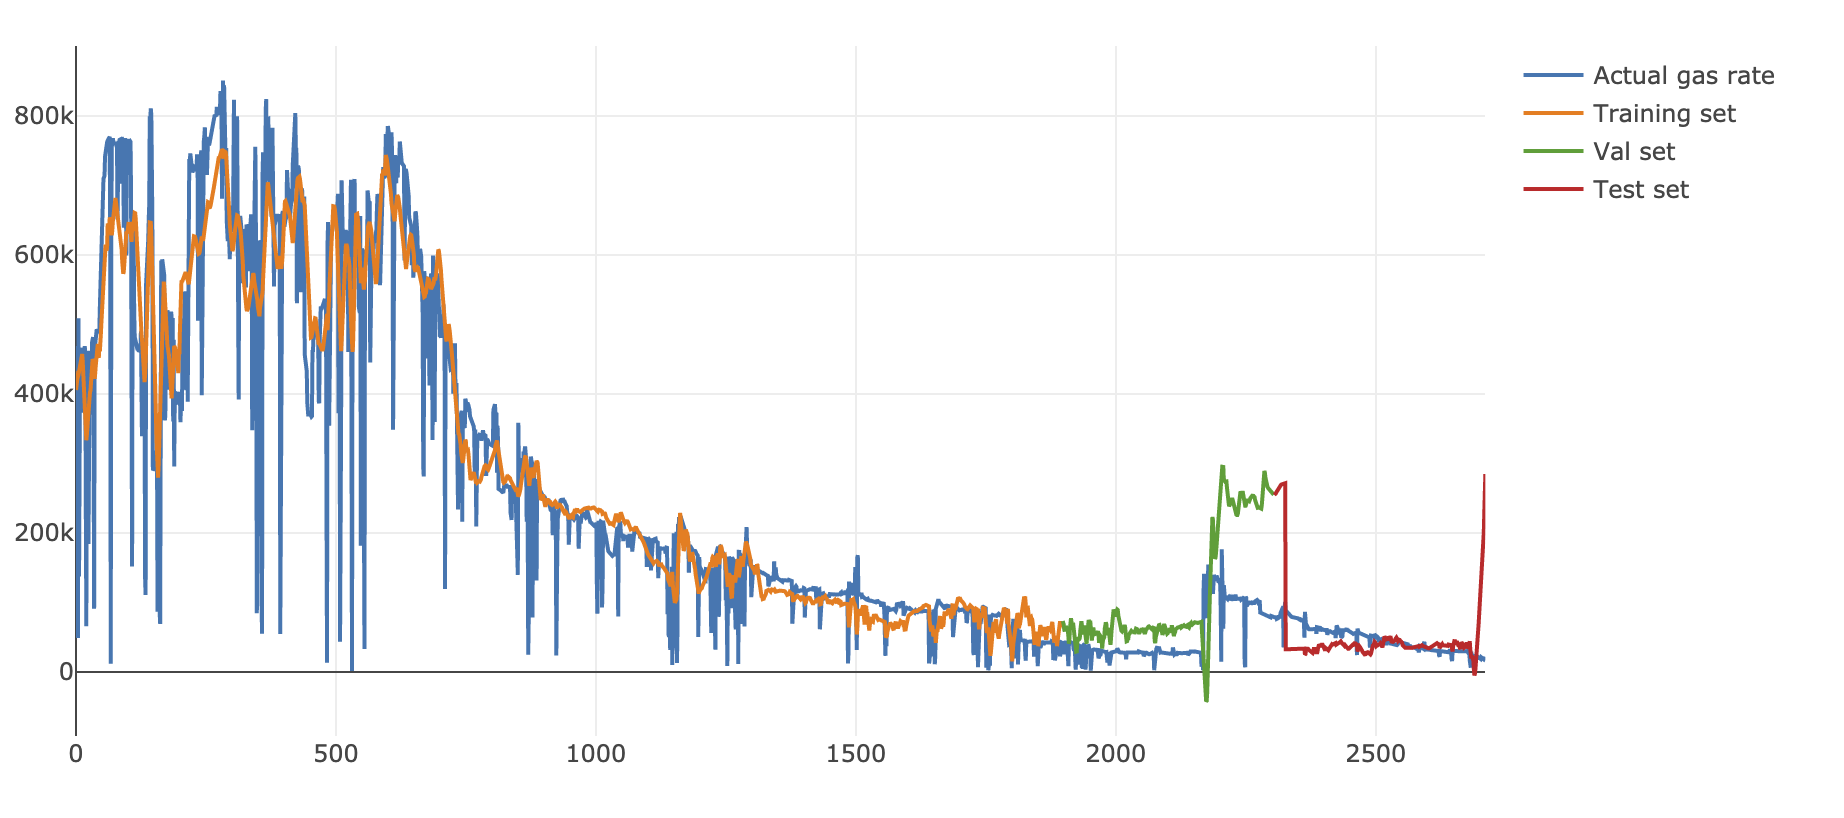 800k
600k
400k
200k
0
0
500
1000
1500
2000
2500
Actual gas rate
Training set
Val set
Test set